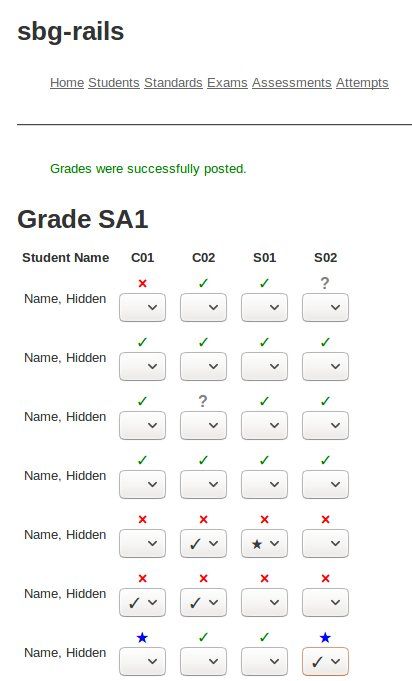 sbg-rails
Home Students Standards Exams Assessments Attempts
Grades were successfully posted.
Grade SA1
Student Name C01 C02 S01 S02
× ✓ ✓ ?
Name, Hidden
✓ ✓ ✓ ✓
Name, Hidden
✓ ? ✓ ✓
Name, Hidden
✓ ✓ ✓ ✓
Name, Hidden
× × × ×
Name, Hidden ✓ ★
× × × ×
Name, Hidden ✓ ✓
★ ✓ ✓ ★
Name, Hidden ✓